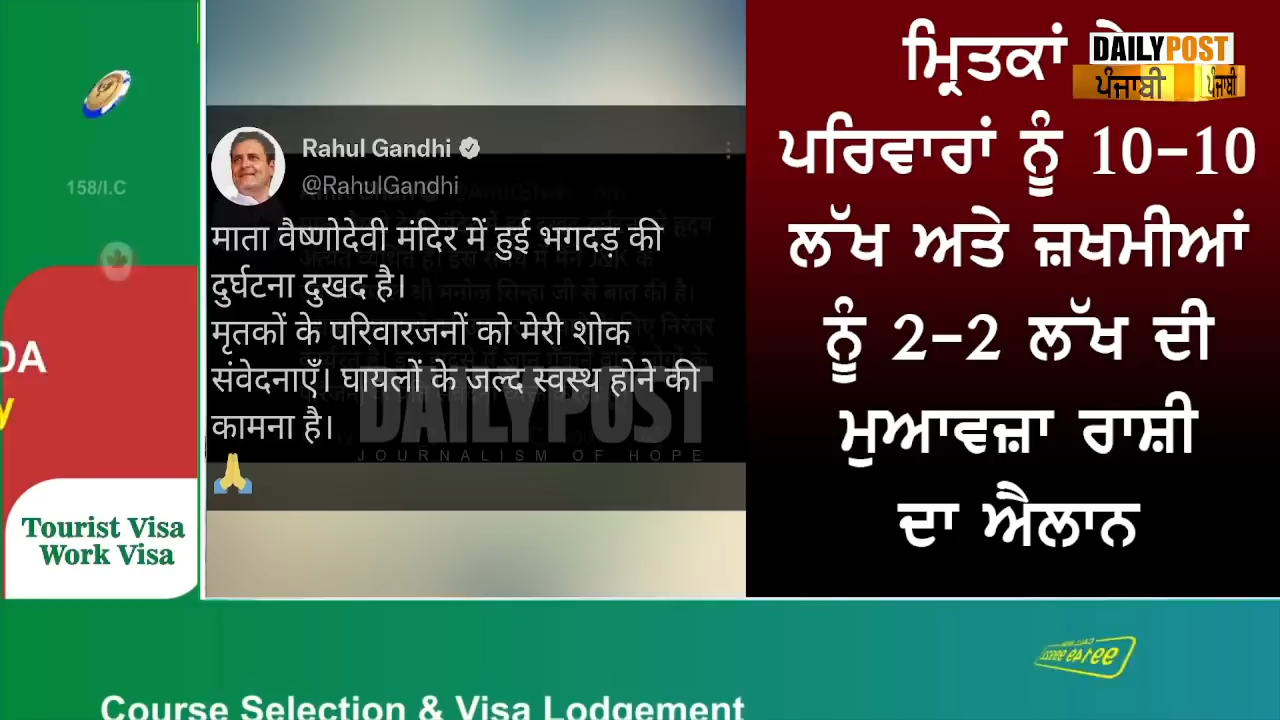 158/I.C
DA
y
Tourist Visa
Work Visa
Rahul Gandhi
@RahulGandhi
माता वैष्णोदेवी मंदिर में हुई भगदड़ की
दुर्घटना दुखद है।
मृतकों के परिवारजनों को मेरी शोक
संवेदनाएँ। घायलों के जल्द स्वस्थ होने की
कामना है।
🙏
DAILYPOST
JOURNALISM OF HOPE
ਮ੍ਰਿਤਕਾਂ
ਪਰਿਵਾਰਾਂ ਨੂੰ 10-10
ਲੱਖ ਅਤੇ ਜ਼ਖਮੀਆਂ
ਨੂੰ 2-2 ਲੱਖ ਦੀ
ਮੁਆਵਜ਼ਾ ਰਾਸ਼ੀ
ਦਾ ਐਲਾਨ
DAILYPOST
ਪੰਜਾਬੀ ਪੰਜਾਬੀ
Course Selection & Visa Lodgement